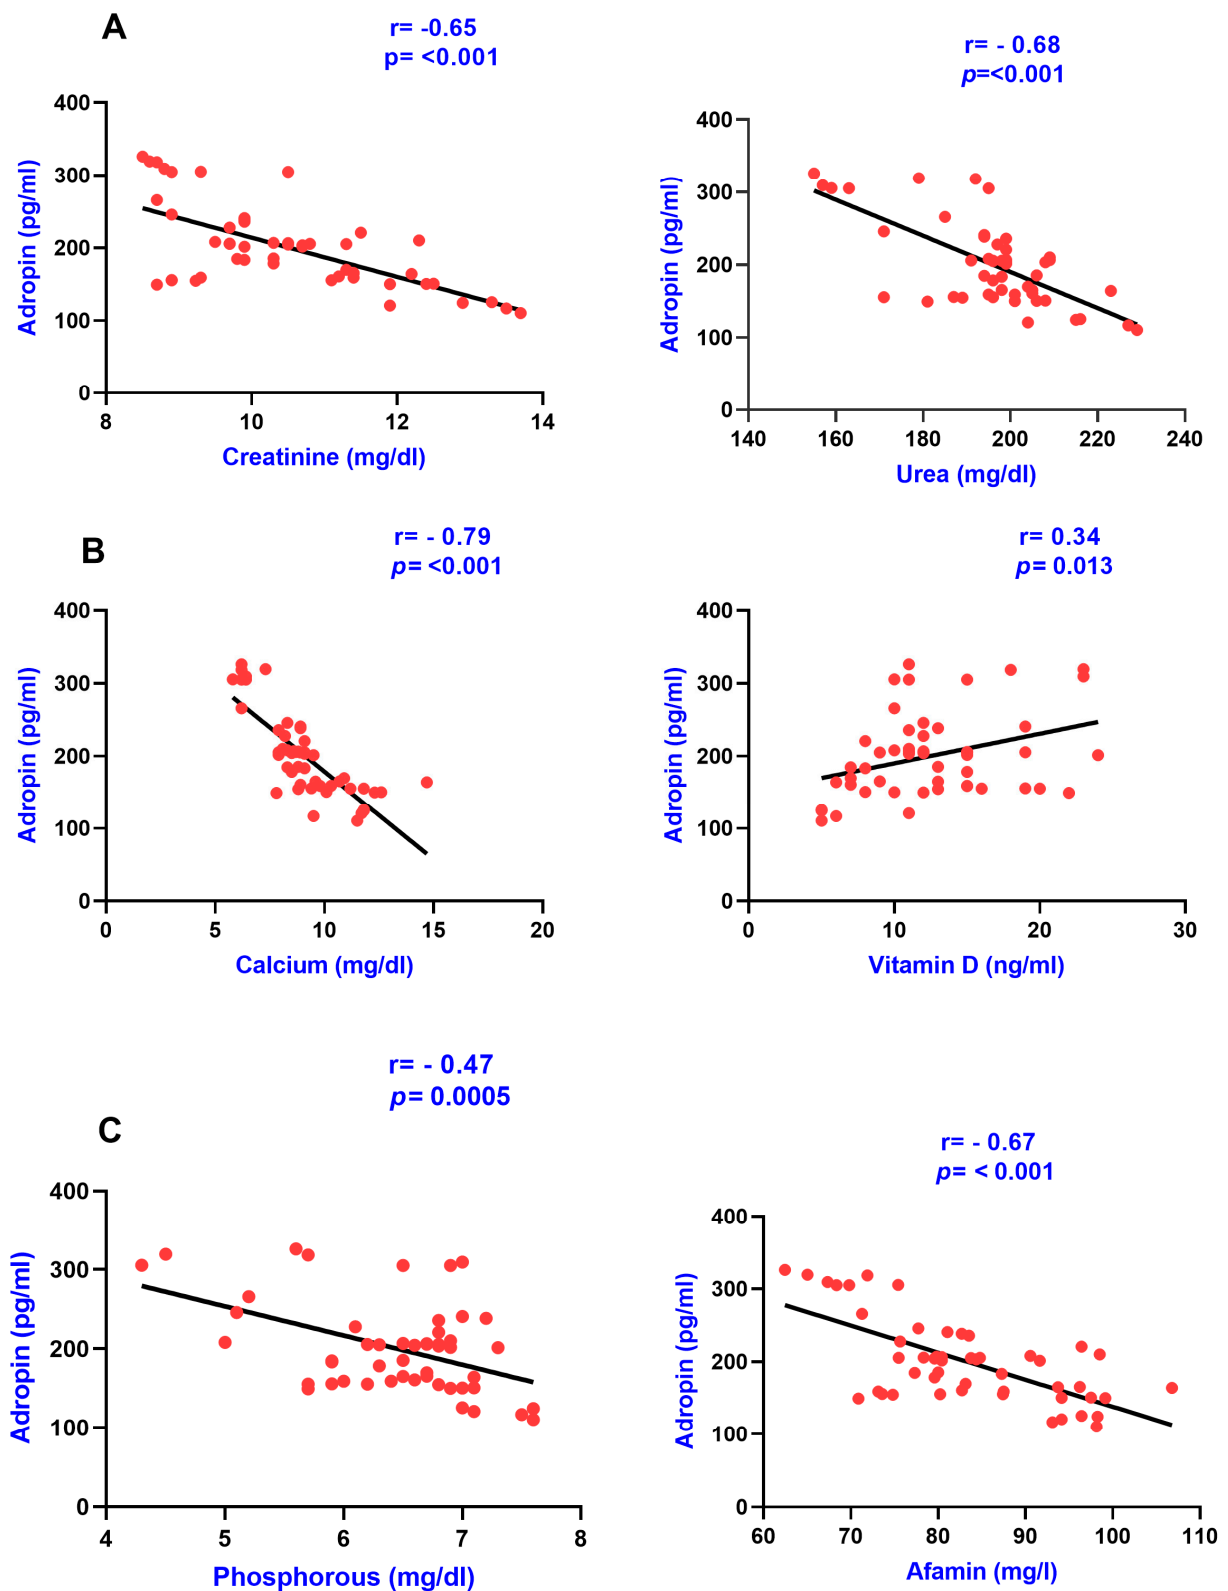 A
r= -0.65
p= <0.001
400
300
200
100
0
Adropin (pg/ml)
8 10 12 14
Creatinine (mg/dl)
r= - 0.68
p=<0.001
400
300
200
100
0
Adropin (pg/ml)
140 160 180 200 220 240
Urea (mg/dl)
B
r= - 0.79
p= <0.001
400
300
200
100
0
Adropin (pg/ml)
0 5 10 15 20
Calcium (mg/dl)
r= 0.34
p= 0.013
400
300
200
100
0
Adropin (pg/ml)
0 10 20 30
Vitamin D (ng/ml)
C
r= - 0.47
p= 0.0005
400
300
200
100
0
Adropin (pg/ml)
4 5 6 7 8
Phosphorous (mg/dl)
r= - 0.67
p= < 0.001
400
300
200
100
0
Adropin (pg/ml)
60 70 80 90 100 110
Afamin (mg/l)